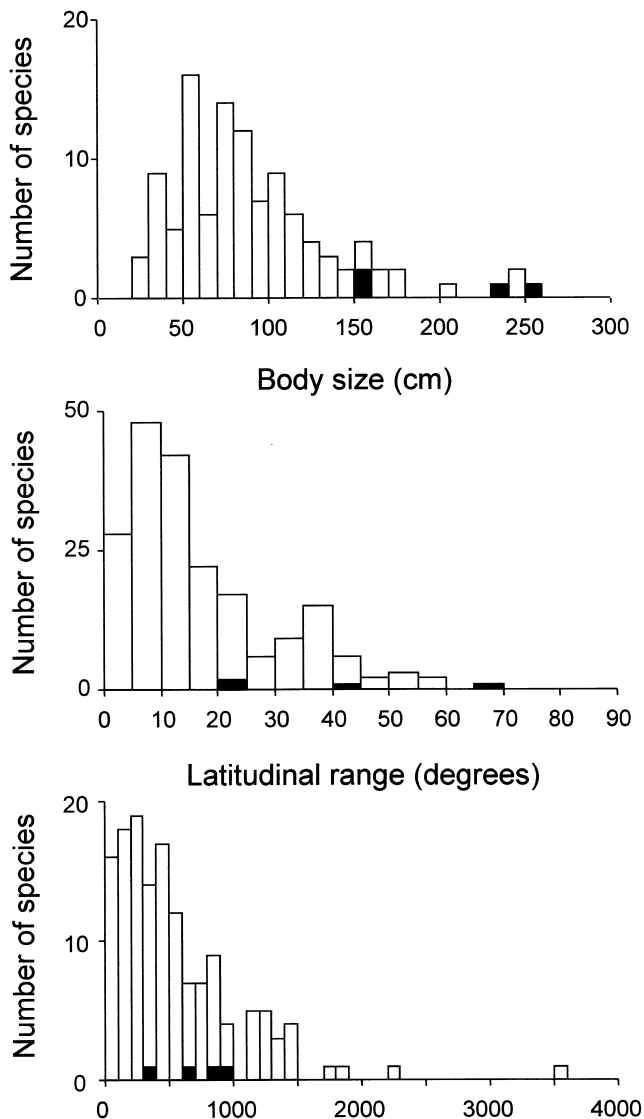 Number of species
20
10
0
0 50 100 150 200 250 300
Body size (cm)
Number of species
50
25
0
0 10 20 30 40 50 60 70 80 90
Latitudinal range (degrees)
Number of species
20
10
0
0 1000 2000 3000 4000